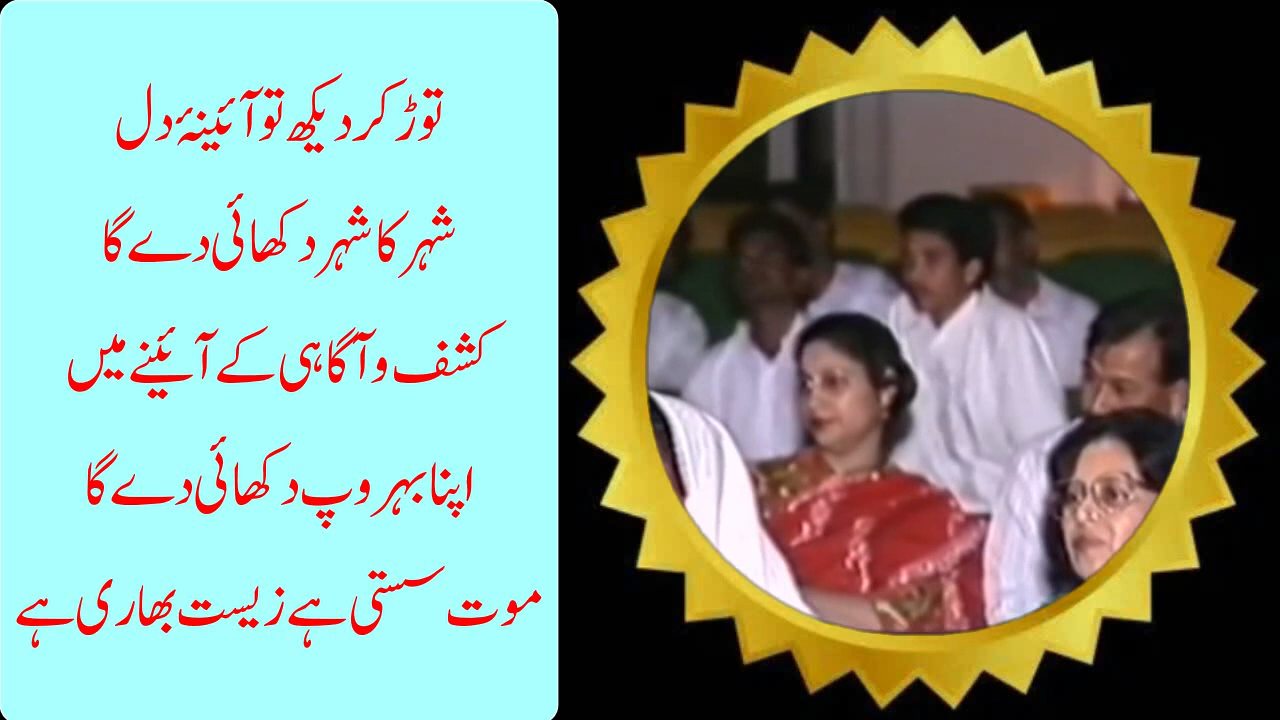 توڑ کر دیکھ تو آئینۂ دل
شہر کا شہر دکھائی دے گا
کشف و آگاہی کے آئینے میں
اپنا بہروپ دکھائی دے گا
موت سستی ہے زیست بھاری ہے